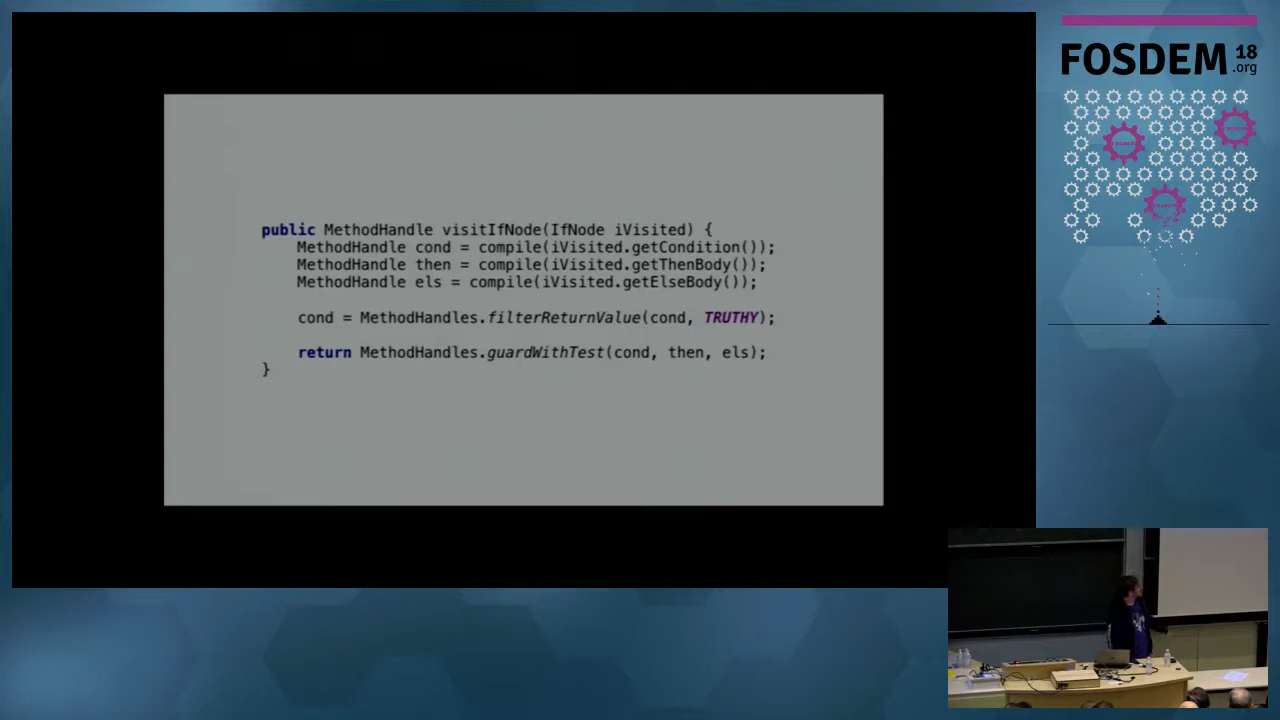 public MethodHandle visitIfNode(IfNode iVisited) {
    MethodHandle cond = compile(iVisited.getCondition());
    MethodHandle then = compile(iVisited.getThenBody());
    MethodHandle els = compile(iVisited.getElseBody());
    cond = MethodHandles.filterReturnValue(cond, TRUTHY);
    return MethodHandles.guardWithTest(cond, then, els);
}
FOSDEM 18
.org